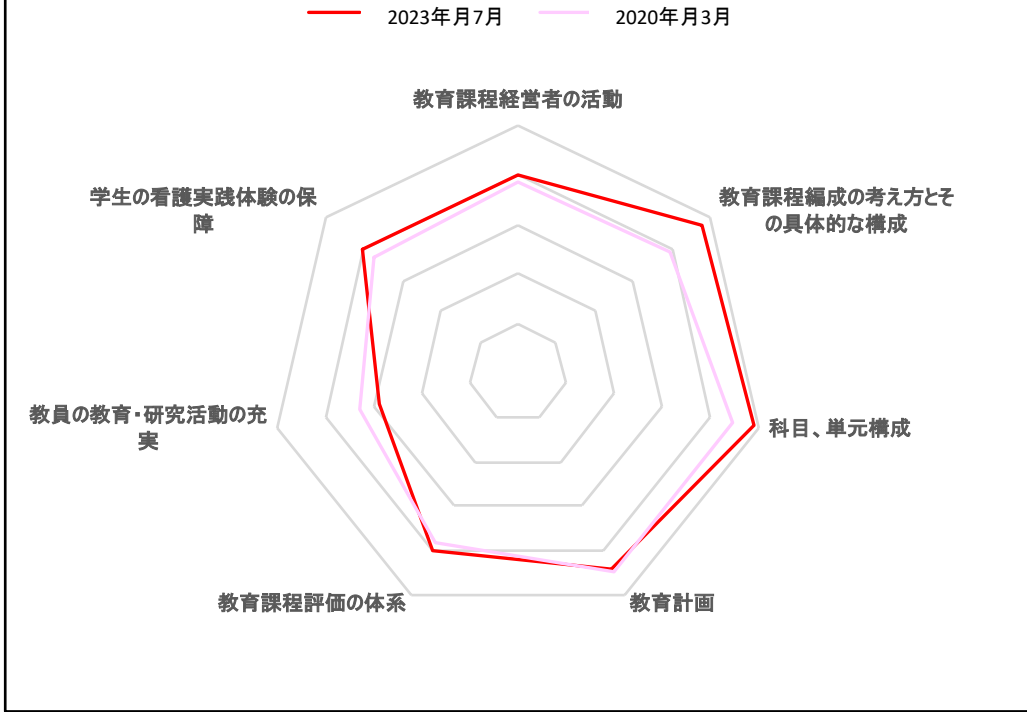 2023年月7月
2020年月3月
教育課程経営者の活動
学生の看護実践体験の保
障
教育課程編成の考え方とそ
の具体的な構成
教員の教育・研究活動の充
実
科目、単元構成
教育課程評価の体系
教育計画